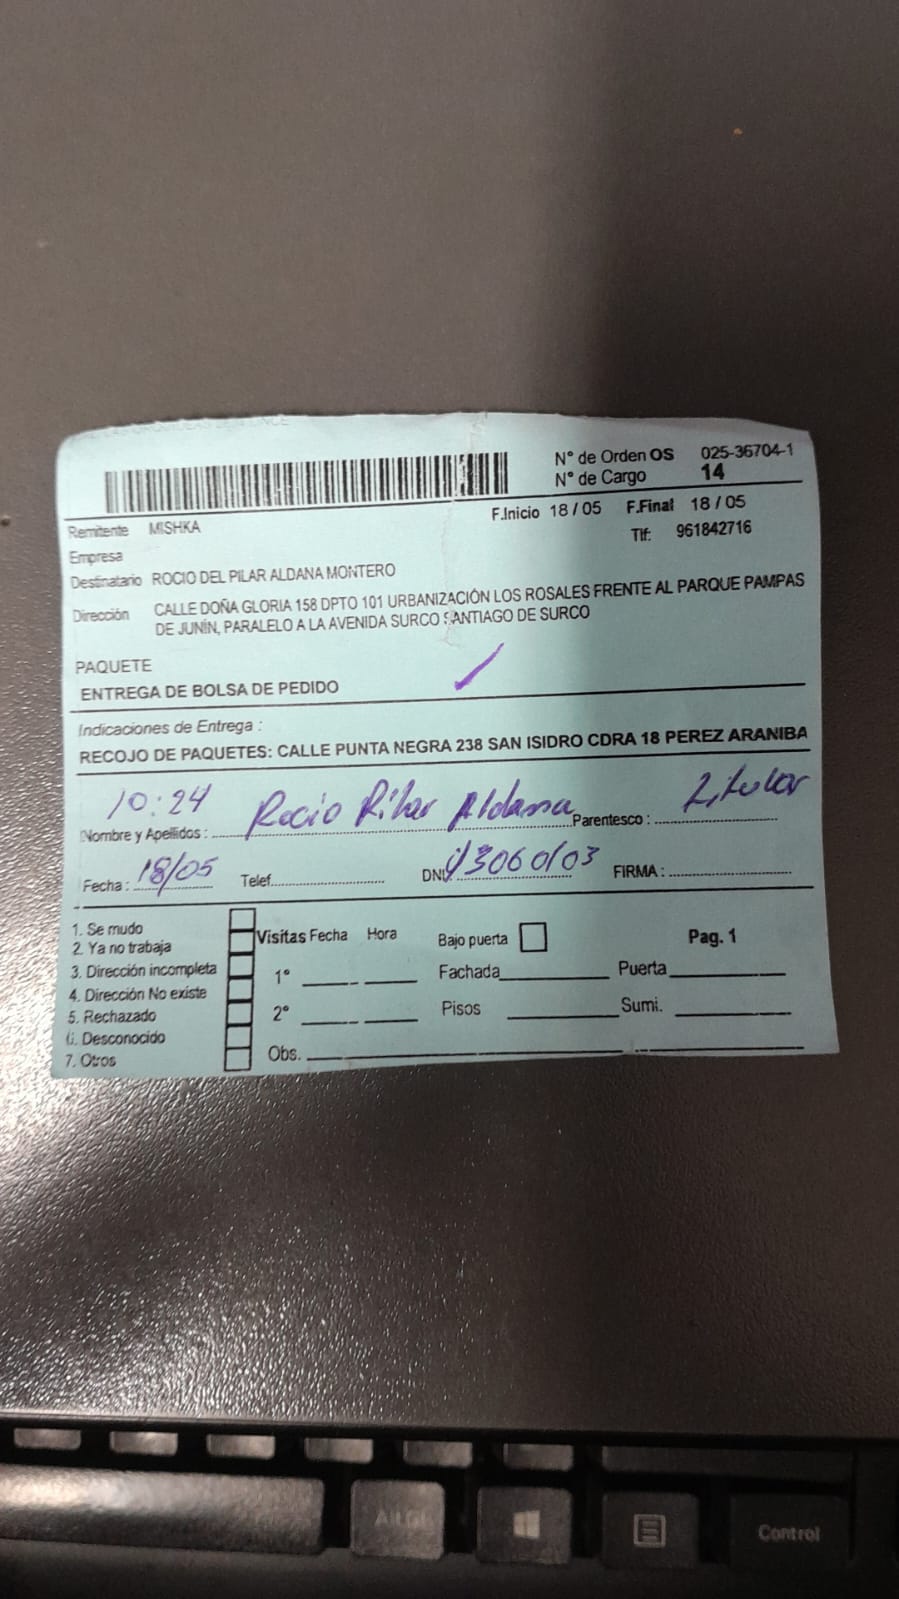 N° de Orden OS 025-36704-1
N° de Cargo 14
Remitente MISHKA F.Inicio 18 / 05 F.Final 18 / 05
Empresa Tlf: 961842716
Destinatario ROCIO DEL PILAR ALDANA MONTERO
Dirección CALLE DOÑA GLORIA 158 DPTO 101 URBANIZACIÓN LOS ROSALES FRENTE AL PARQUE PAMPAS
DE JUNÍN, PARALELO A LA AVENIDA SURCO SANTIAGO DE SURCO
PAQUETE
ENTREGA DE BOLSA DE PEDIDO
Indicaciones de Entrega :
RECOJO DE PAQUETES: CALLE PUNTA NEGRA 238 SAN ISIDRO CDRA 18 PEREZ ARANIBA
10:24
Nombre y Apellidos : Rocio Pilar Aldana Parentesco : Titular
Fecha : 18/05 Telef. DNI FIRMA :
1. Se mudo
2. Ya no trabaja
3. Dirección incompleta
4. Dirección No existe
5. Rechazado
6. Desconocido
7. Otros
Visitas Fecha Hora Bajo puerta Pag. 1
1° Fachada Puerta
2° Pisos Sumi.
Obs.
Alt Gr
Control